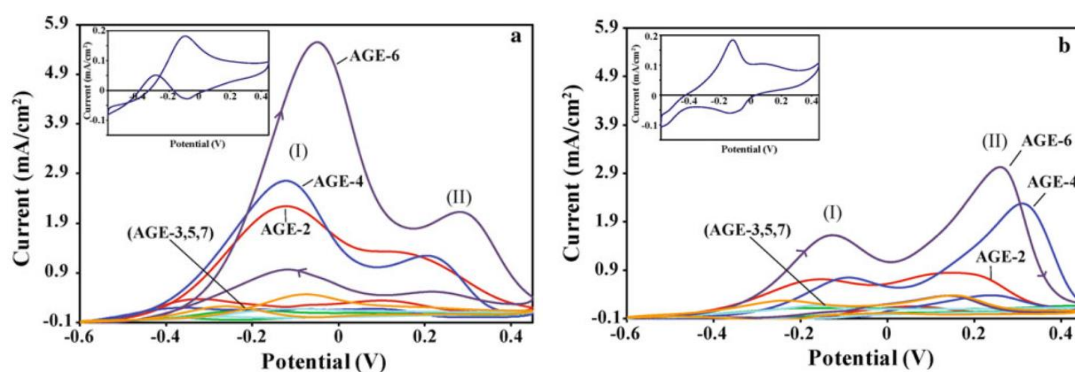 a
5.9
4.9
3.9
2.9
1.9
0.9
-0.1
Current (mA/cm²)
-0.6
-0.4
-0.2
0
0.2
0.4
Potential (V)
AGE-6
(I)
AGE-4
(II)
AGE-2
(AGE-3,5,7)
0.2
0.1
0
-0.1
Current (mA/cm²)
-0.4
-0.2
0
0.2
0.4
Potential (V)
b
5.9
4.9
3.9
2.9
1.9
0.9
-0.1
Current (mA/cm²)
-0.6
-0.4
-0.2
0
0.2
0.4
Potential (V)
(II)
AGE-6
AGE-4
(I)
(AGE-3,5,7)
AGE-2
0.2
0.1
0
-0.1
Current (mA/cm²)
-0.4
-0.2
0
0.2
0.4
Potential (V)